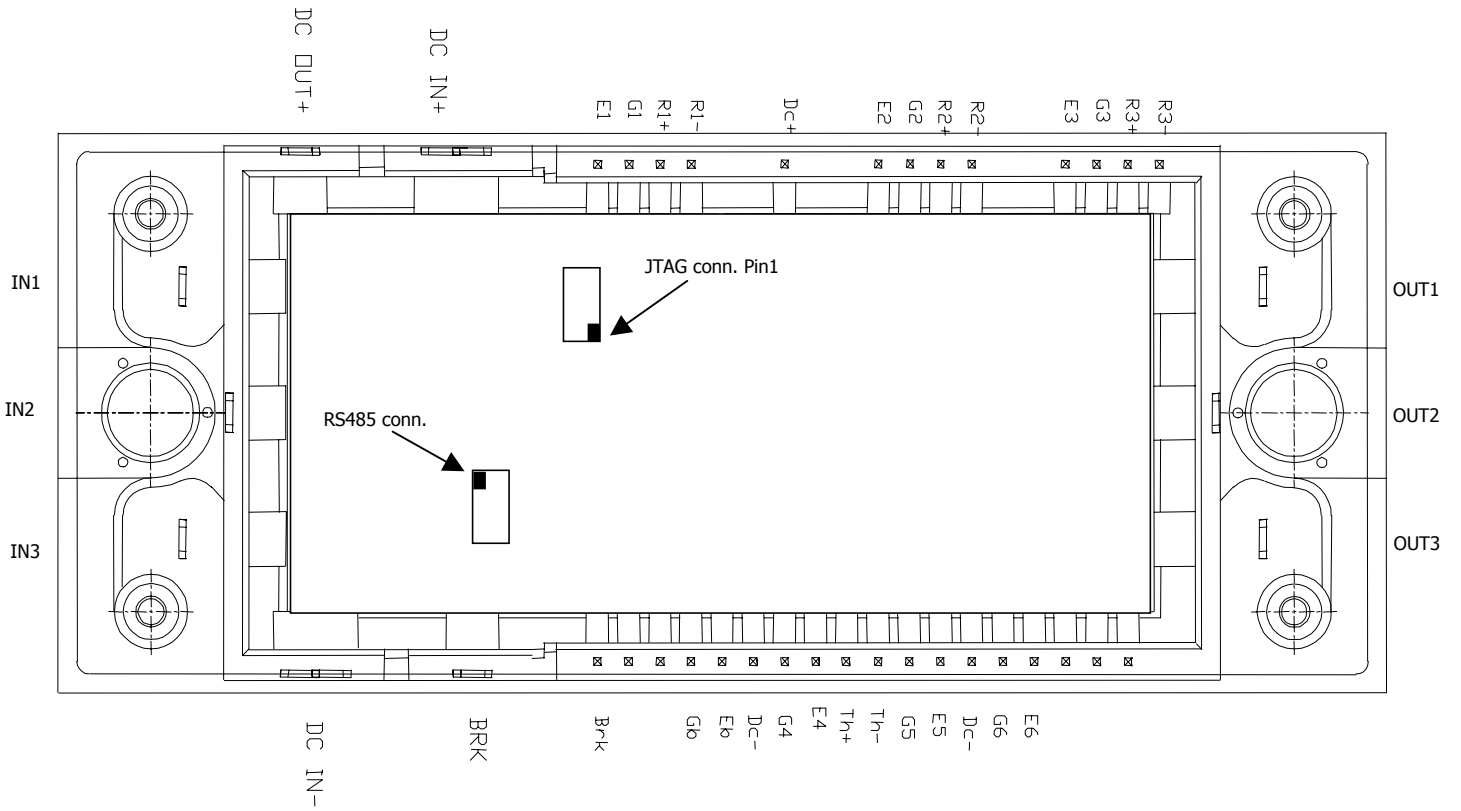 DC OUT+
DC IN+
E1
G1
R1+
R1-
Dc+
E2
G2
R2+
R2-
E3
G3
R3+
R3-
JTAG conn. Pin1
IN1
OUT1
IN2
OUT2
RS485 conn.
IN3
OUT3
DC IN-
BRK
Brk
Gb
Eb
Dc-
G4
E4
Th+
Th-
G5
E5
Dc-
G6
E6